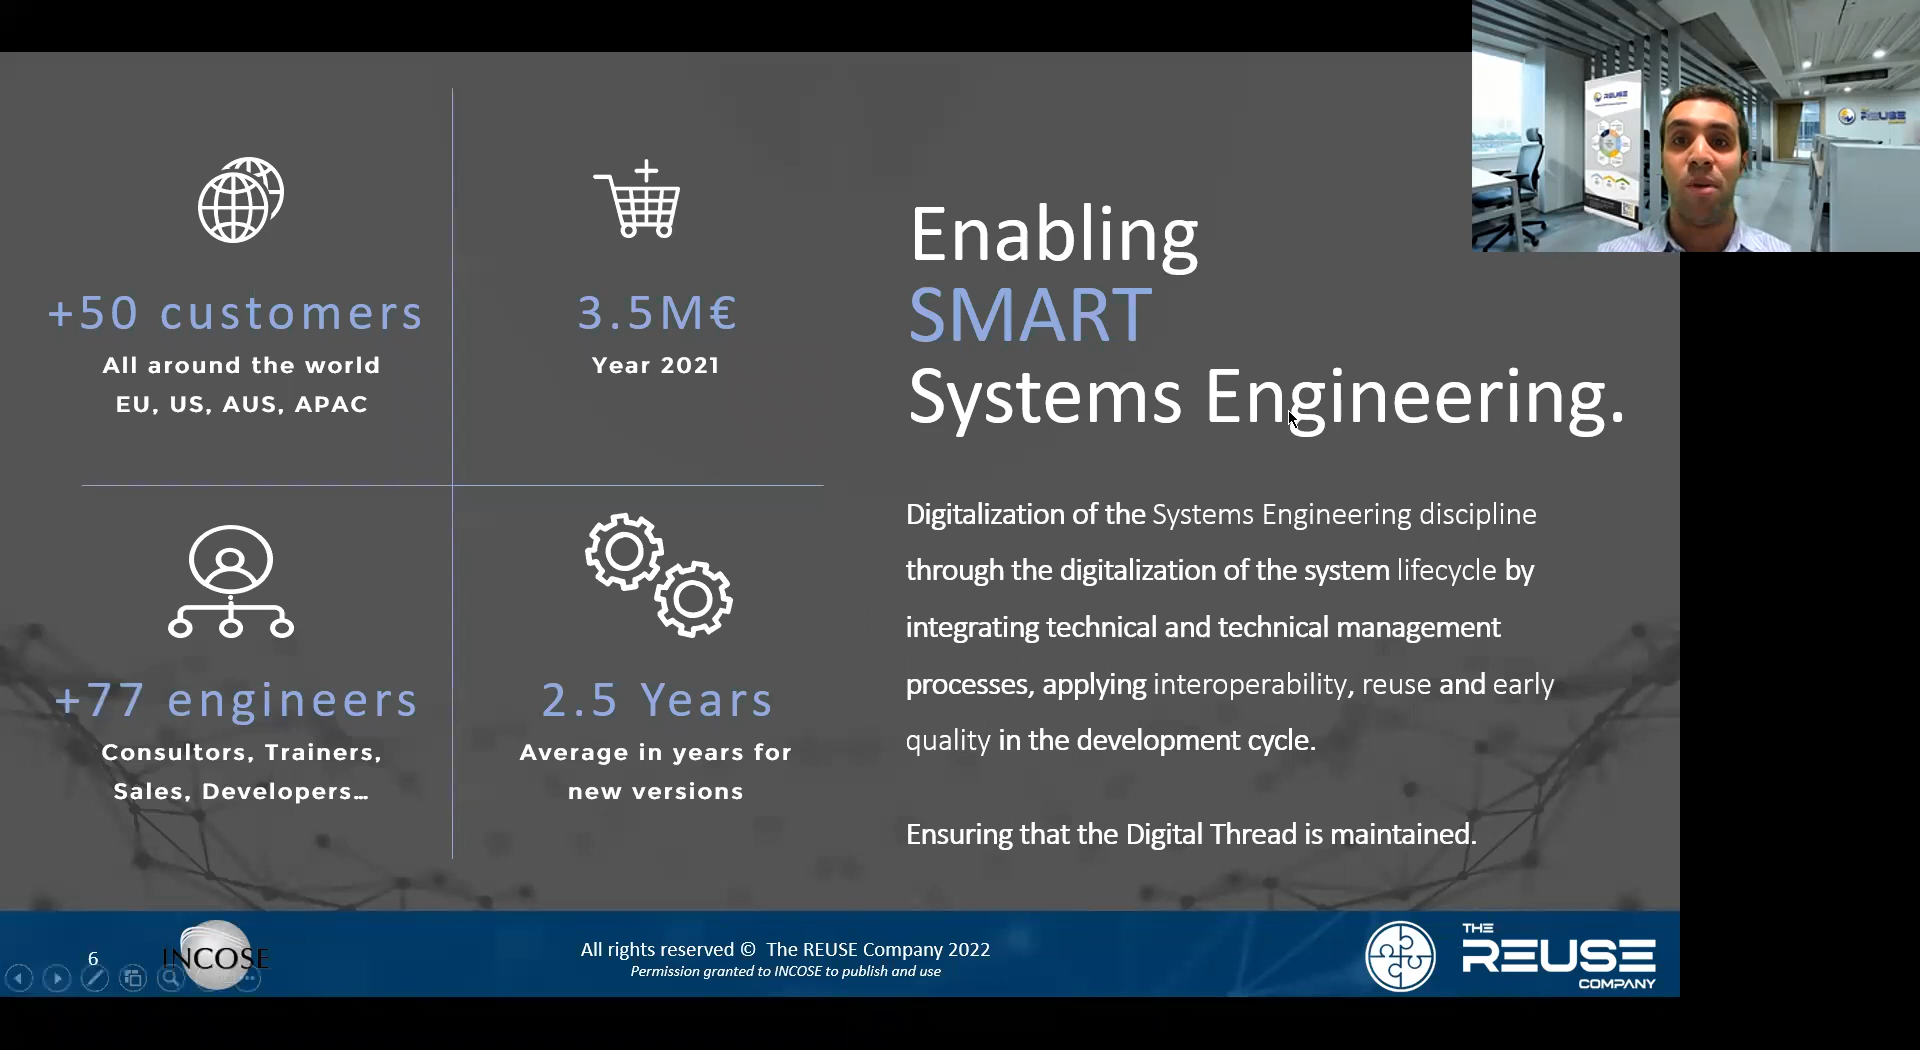 +50 customers
All around the world
EU, US, AUS, APAC
3.5M€
Year 2021
+77 engineers
Consultors, Trainers,
Sales, Developers…
2.5 Years
Average in years for
new versions
Enabling
SMART
Systems Engineering.
Digitalization of the Systems Engineering discipline
through the digitalization of the system lifecycle by
integrating technical and technical management
processes, applying interoperability, reuse and early
quality in the development cycle.
Ensuring that the Digital Thread is maintained.
REUSE
REUSE
6
INCOSE
All rights reserved © The REUSE Company 2022
Permission granted to INCOSE to publish and use
THE
REUSE
COMPANY